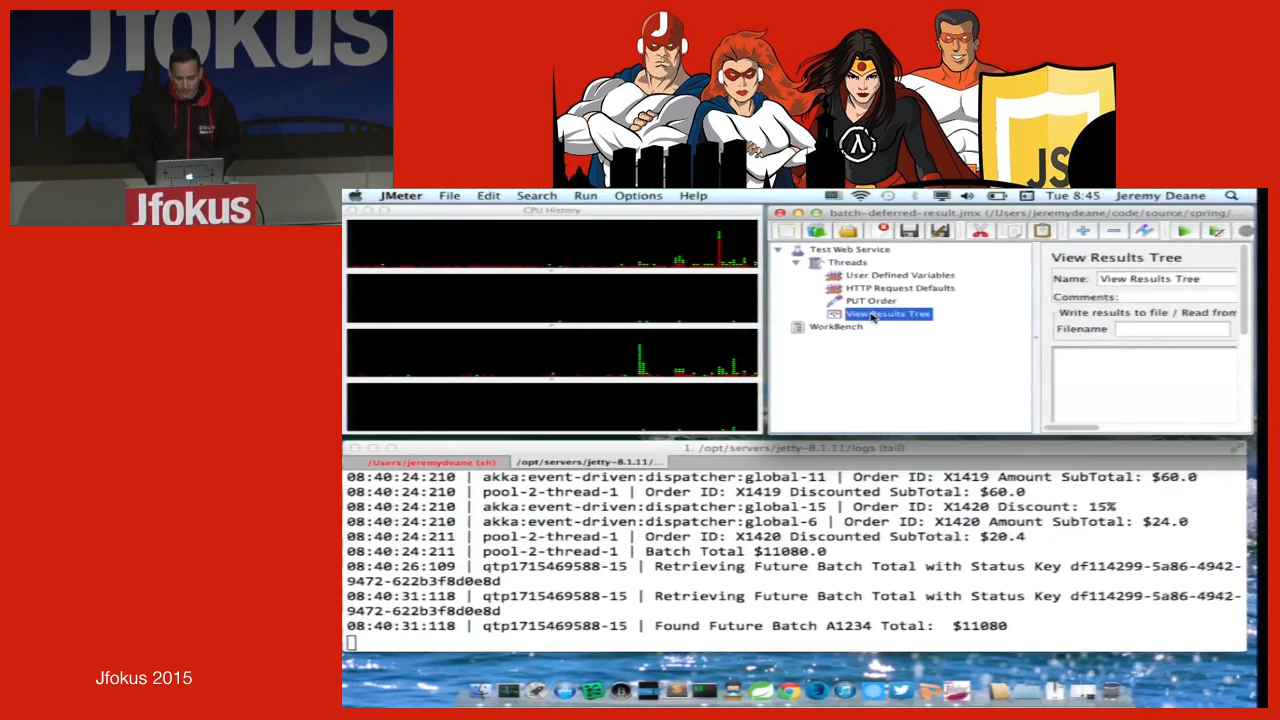 Jfokus
J
JS
Jfokus
JMeter File Edit Search Run Options Help Tue 8:45 Jeremy Deane
CPU History
batch-deferred-result.jmx (/Users/jeremydeane/code/source/spring/...
Test Web Service
Threads
User Defined Variables
HTTP Request Defaults
PUT Order
View Results Tree
WorkBench
View Results Tree
Name: View Results Tree
Comments:
Write results to file / Read from
Filename
1. /opt/servers/jetty-8.1.11/logs (tail)
/Users/jeremydeane (sh) /opt/servers/jetty-8.1.11/...
08:40:24:210 | akka:event-driven:dispatcher:global-11 | Order ID: X1419 Amount SubTotal: $60.0
08:40:24:210 | pool-2-thread-1 | Order ID: X1419 Discounted SubTotal: $60.0
08:40:24:210 | akka:event-driven:dispatcher:global-15 | Order ID: X1420 Discount: 15%
08:40:24:210 | akka:event-driven:dispatcher:global-6 | Order ID: X1420 Amount SubTotal: $24.0
08:40:24:211 | pool-2-thread-1 | Order ID: X1420 Discounted SubTotal: $20.4
08:40:24:211 | pool-2-thread-1 | Batch Total $11080.0
08:40:26:109 | qtp1715469588-15 | Retrieving Future Batch Total with Status Key df114299-5a86-4942-
9472-622b3f8d0e8d
08:40:31:118 | qtp1715469588-15 | Retrieving Future Batch Total with Status Key df114299-5a86-4942-
9472-622b3f8d0e8d
08:40:31:118 | qtp1715469588-15 | Found Future Batch A1234 Total: $11080
Jfokus 2015